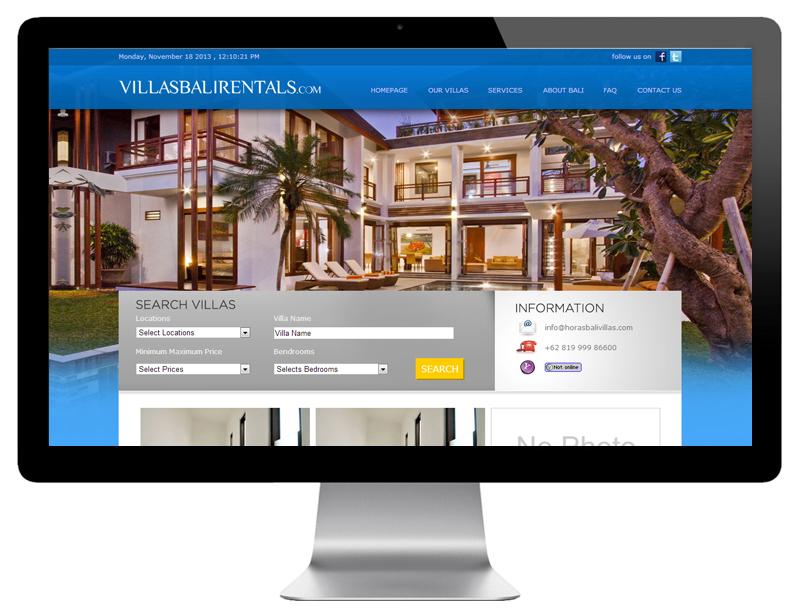 Monday, November 18 2013 , 12:10:21 PM
follow us on
VILLASBALIRENTALS.COM
HOMEPAGE OUR VILLAS SERVICES ABOUT BALI FAQ CONTACT US
SEARCH VILLAS
Locations
Select Locations
Villa Name
Villa Name
Minimum Maximum Price
Select Prices
Bendrooms
Selects Bedrooms
SEARCH
INFORMATION
info@horasbalivillas.com
+62 819 999 86600
Not online
No Photo